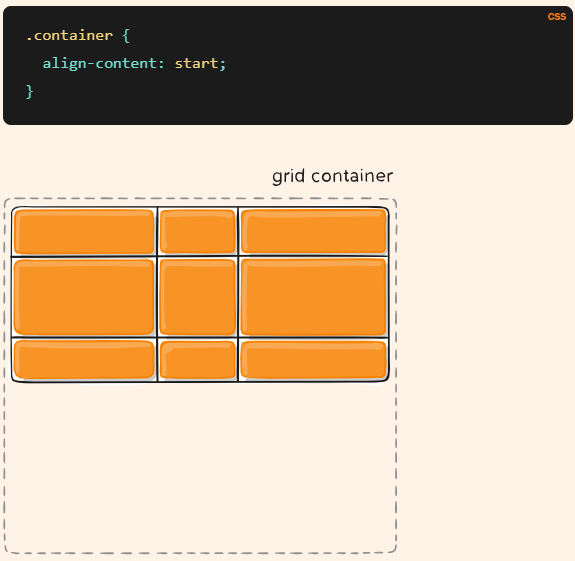 CSS
.container {
  align-content: start;
}
grid container